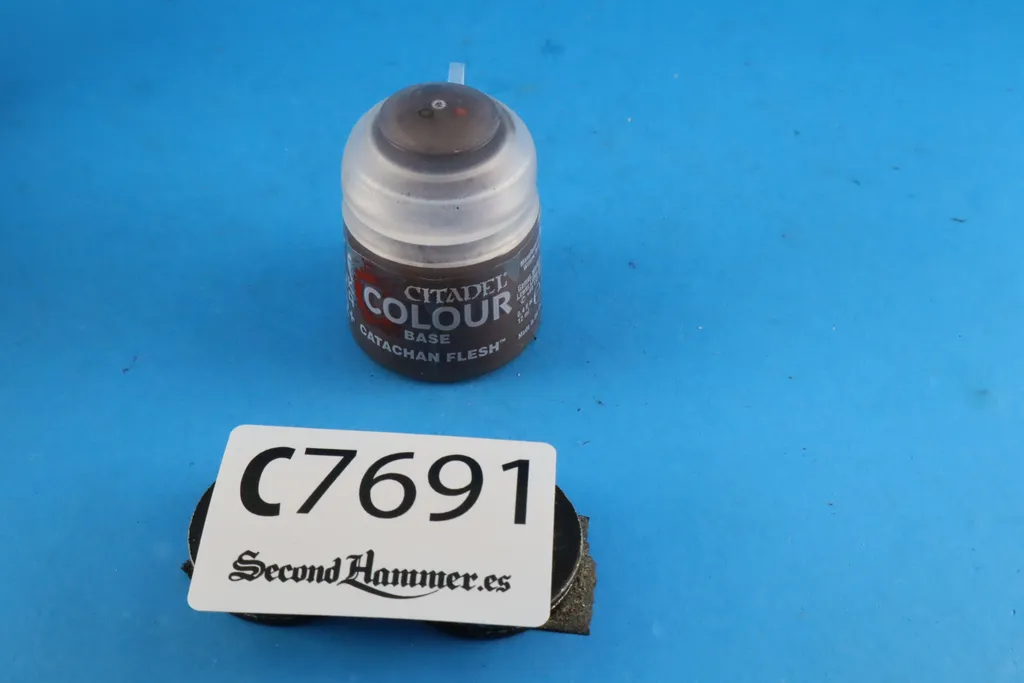 CITADEL
COLOUR
BASE
CATACHAN FLESH™
C7691
SecondHammer.es